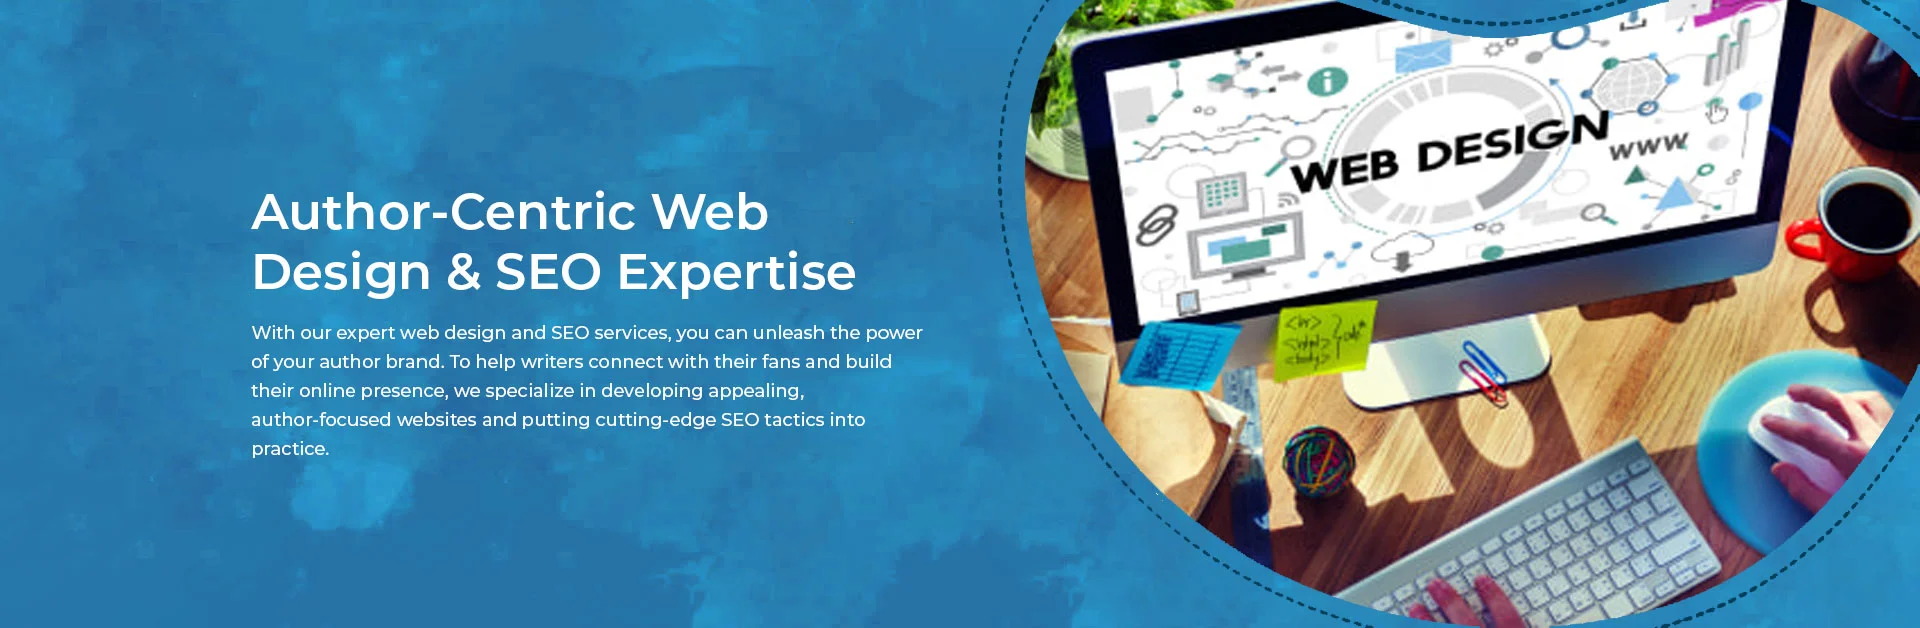 Author-Centric Web
Design & SEO Expertise
With our expert web design and SEO services, you can unleash the power
of your author brand. To help writers connect with their fans and build
their online presence, we specialize in developing appealing,
author-focused websites and putting cutting-edge SEO tactics into
practice.
WEB DESIGN
www